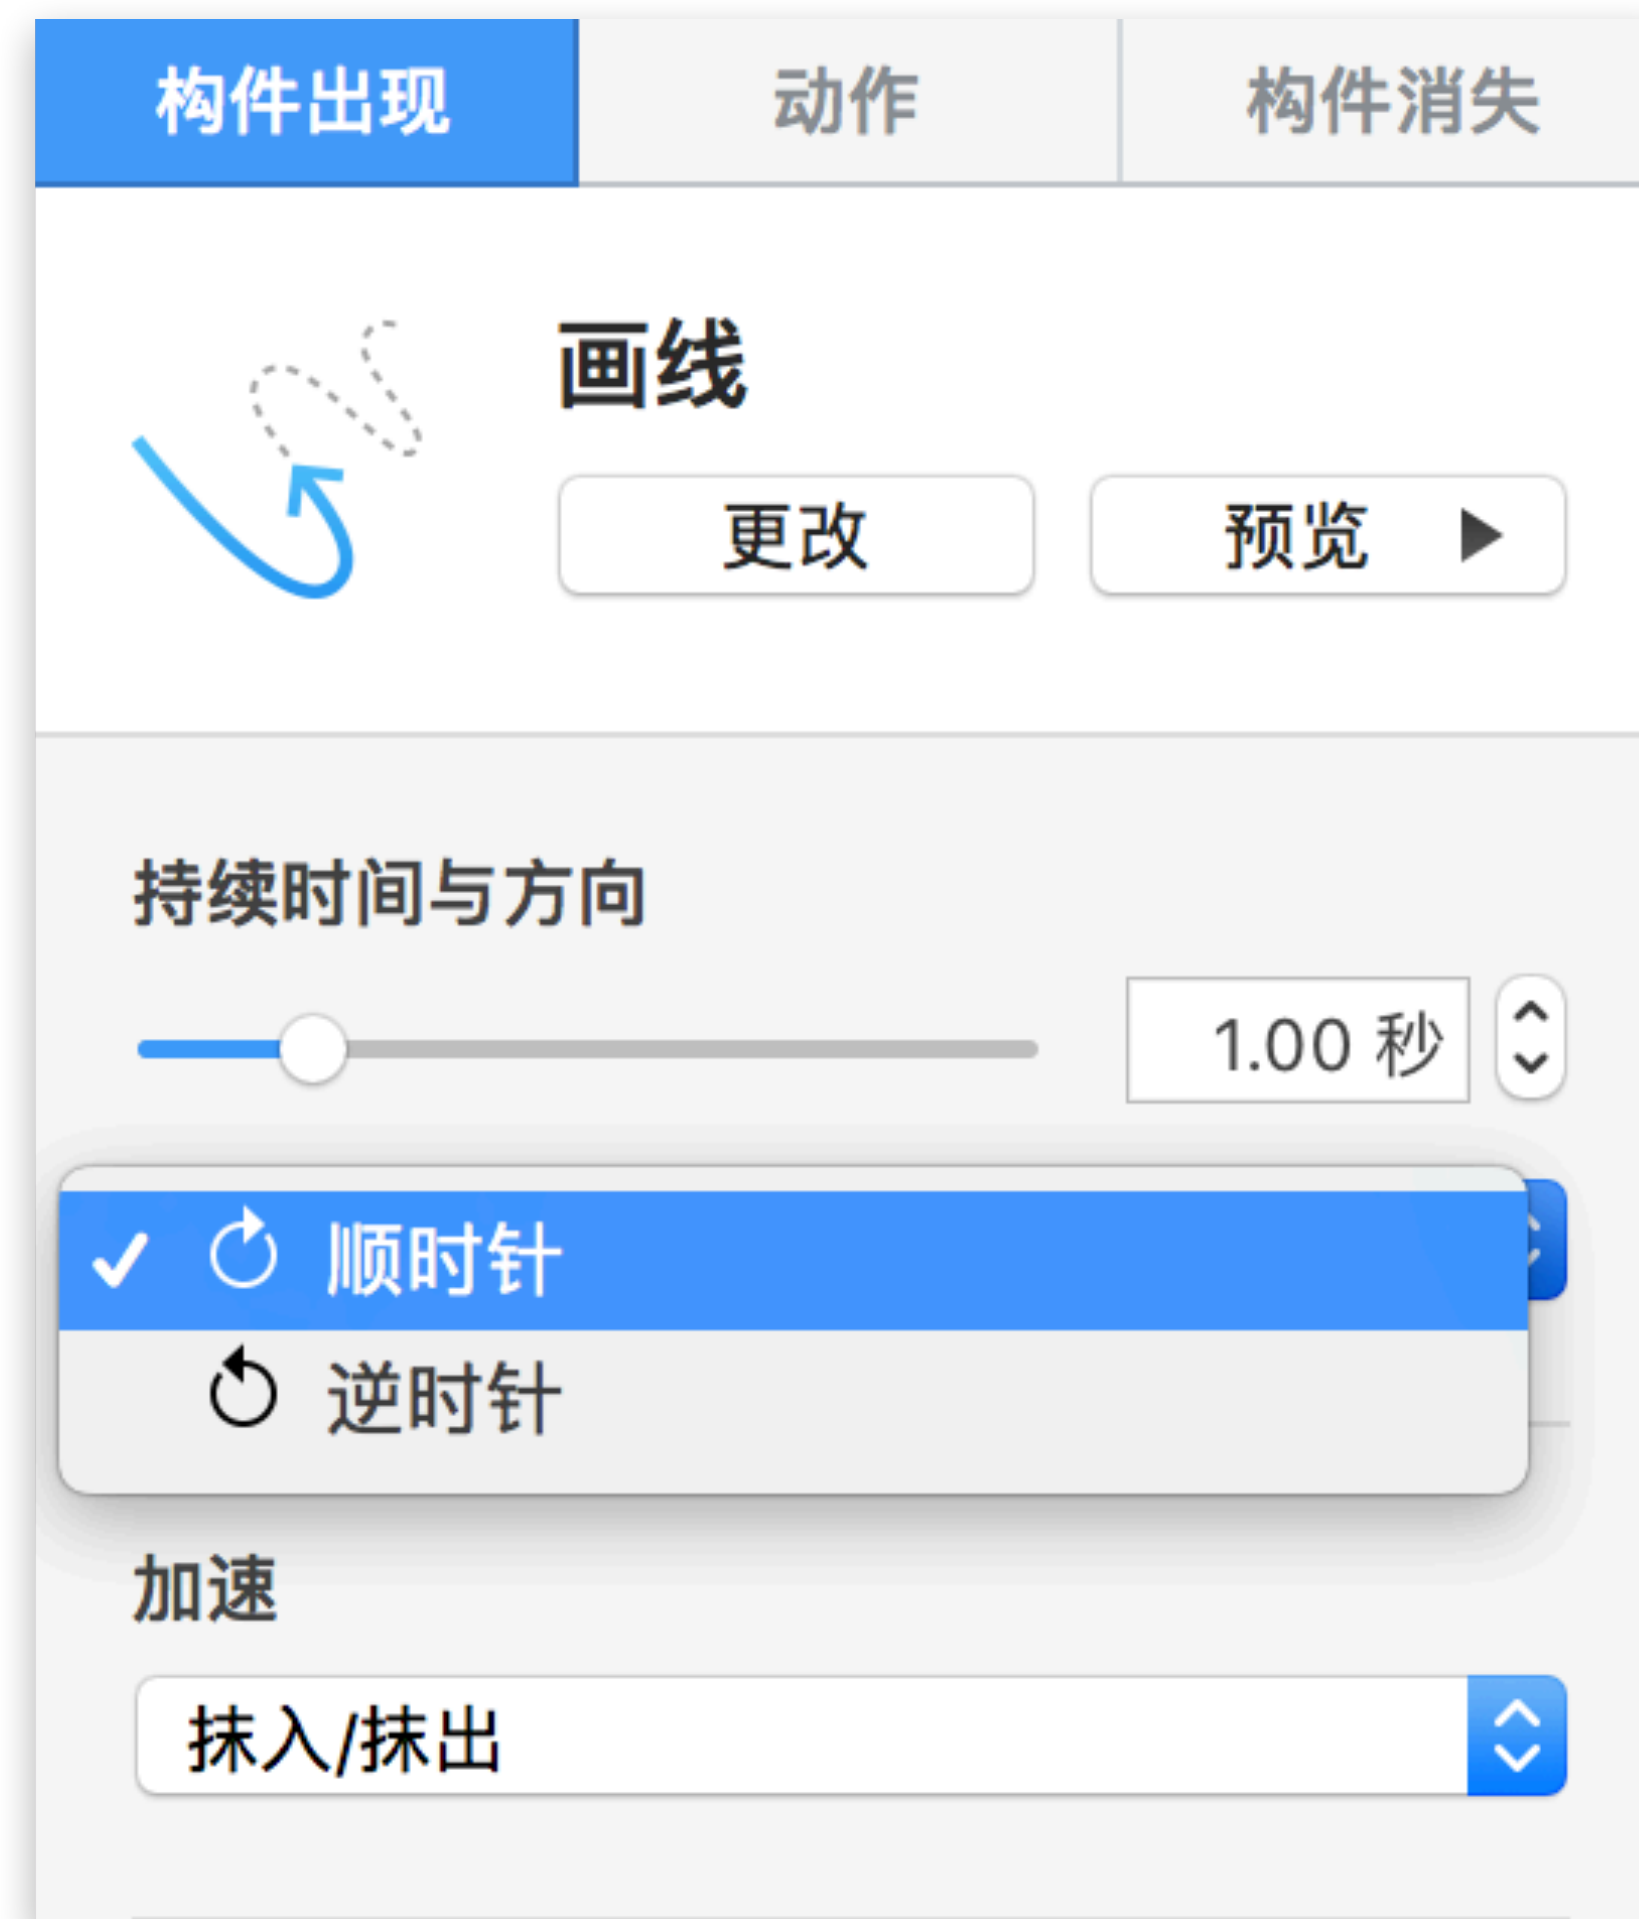 构件出现 动作 构件消失
画线
更改 预览
持续时间与方向
1.00 秒
顺时针
逆时针
加速
抹入/抹出